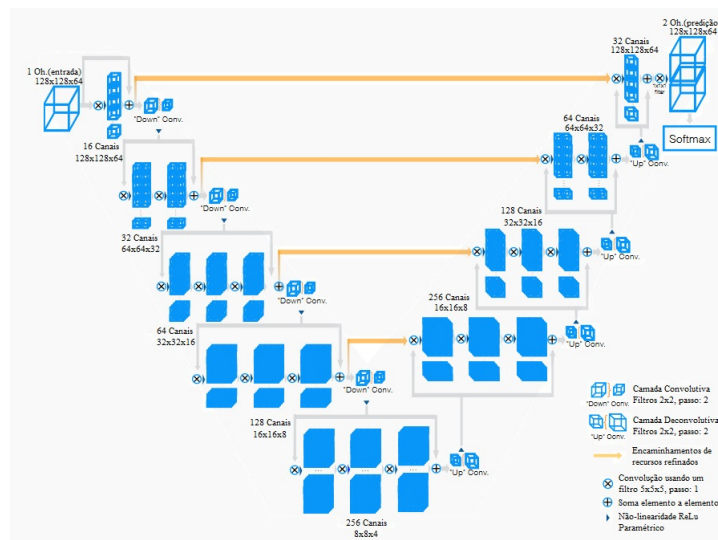 2 Oh.(predição
128x128x64
32 Canais
128x128x64
1 Oh.(entrada)
128x128x64
"Down" Conv.
64 Canais
64x64x32
Softmax
16 Canais
128x128x64
"Up" Conv.
"Down" Conv.
128 Canais
32x32x16
32 Canais
64x64x32
"Up" Conv.
"Down" Conv.
256 Canais
16x16x8
64 Canais
32x32x16
"Up" Conv.
"Down" Conv.
128 Canais
16x16x8
"Up" Conv.
...
...
...
256 Canais
8x8x4
Camada Convolutiva
Filtros 2x2, passo: 2
"Down" Conv.
Camada Deconvolutiva
Filtros 2x2, passo: 2
"Up" Conv.
Encaminhamentos de
recursos refinados
Convolução usando um
filtro 5x5x5, passo: 1
Soma elemento a elemento
Não-linearidade ReLu
Paramétrico